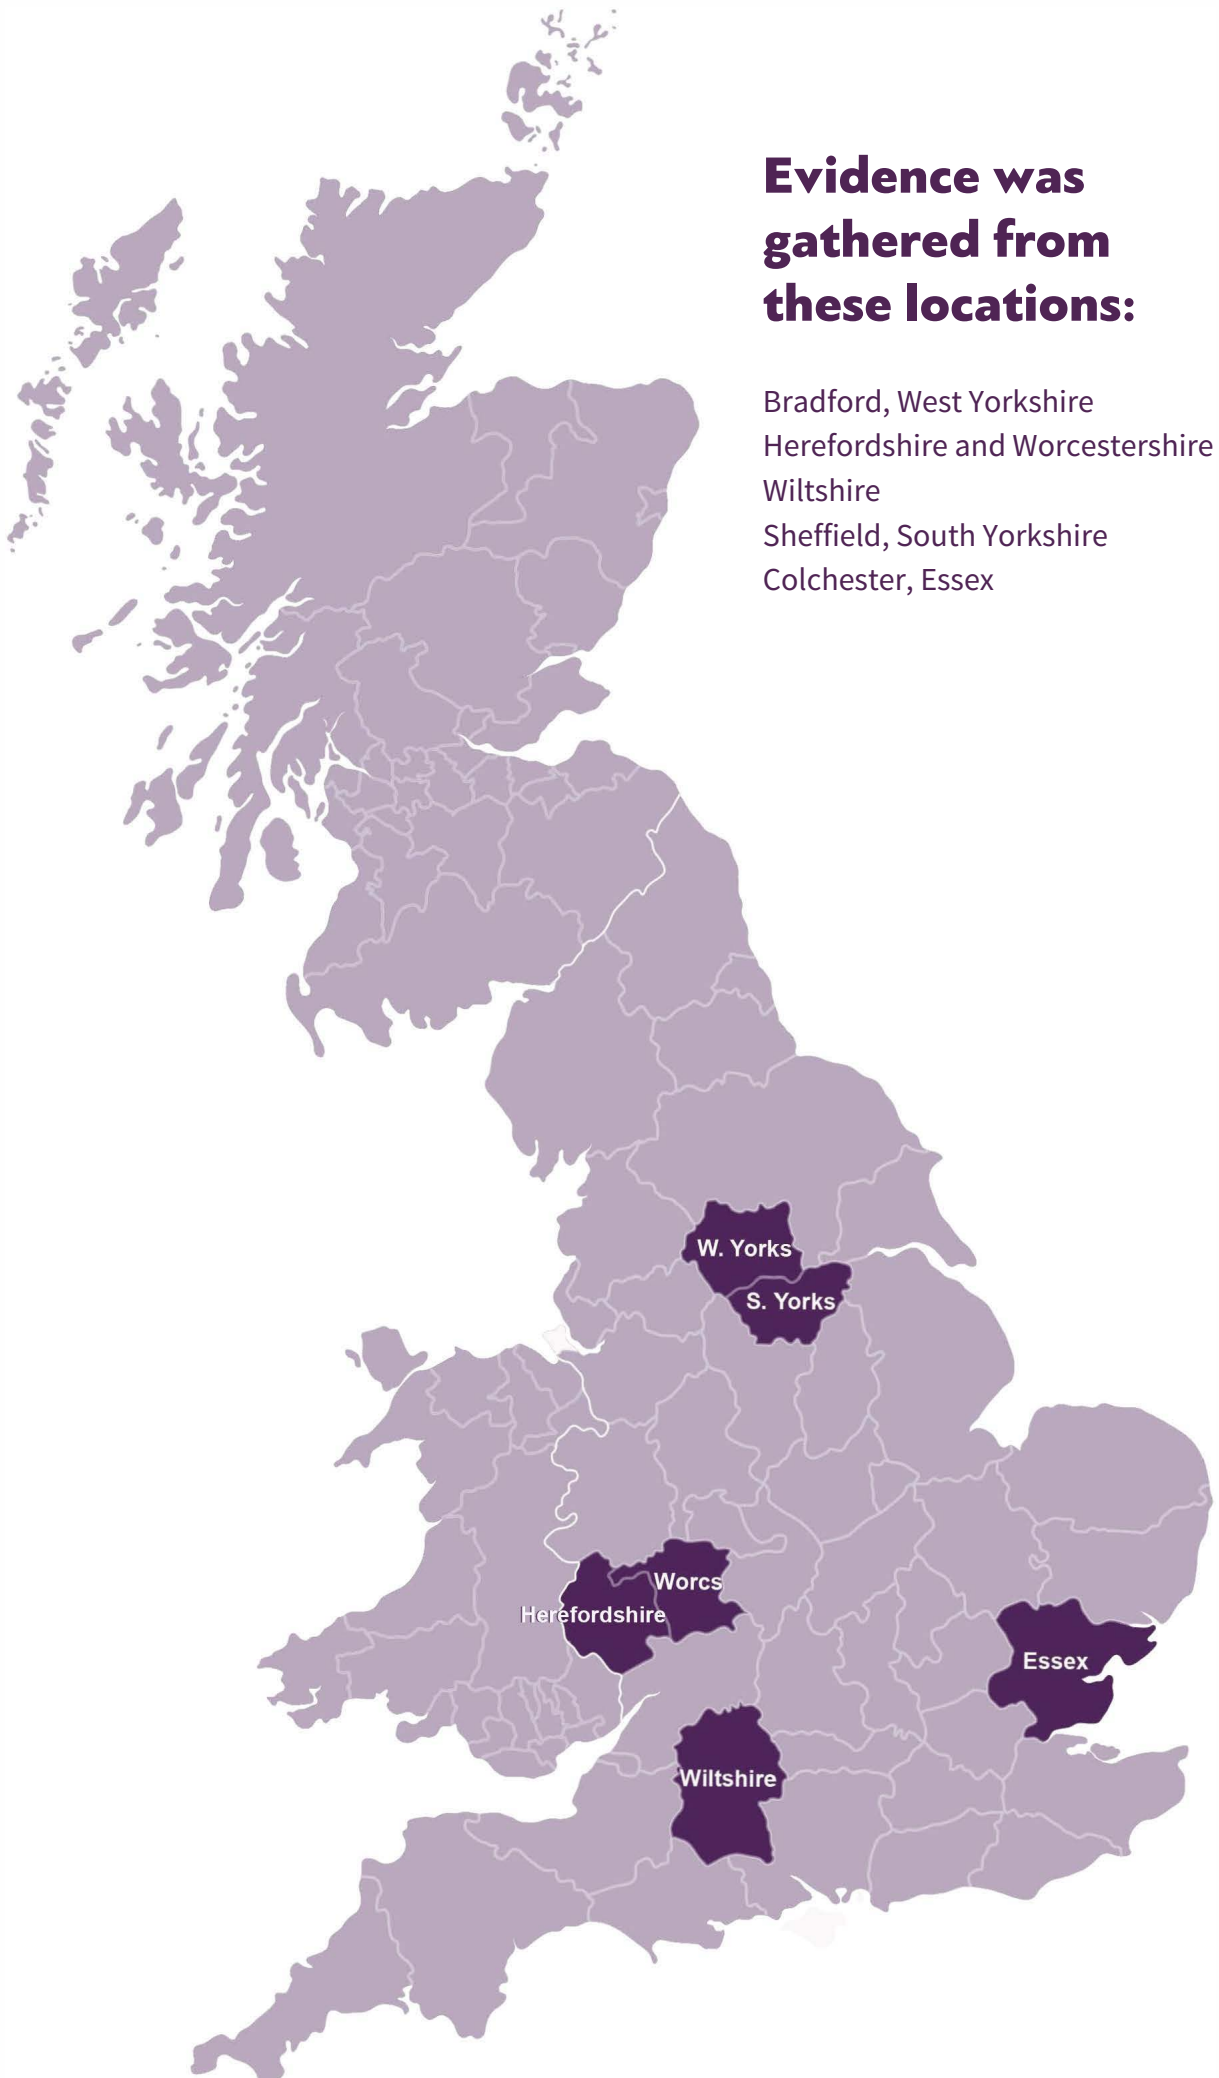 Evidence was
gathered from
these locations:
Bradford, West Yorkshire
Herefordshire and Worcestershire
Wiltshire
Sheffield, South Yorkshire
Colchester, Essex
W. Yorks
S. Yorks
Worcs
Herefordshire
Essex
Wiltshire